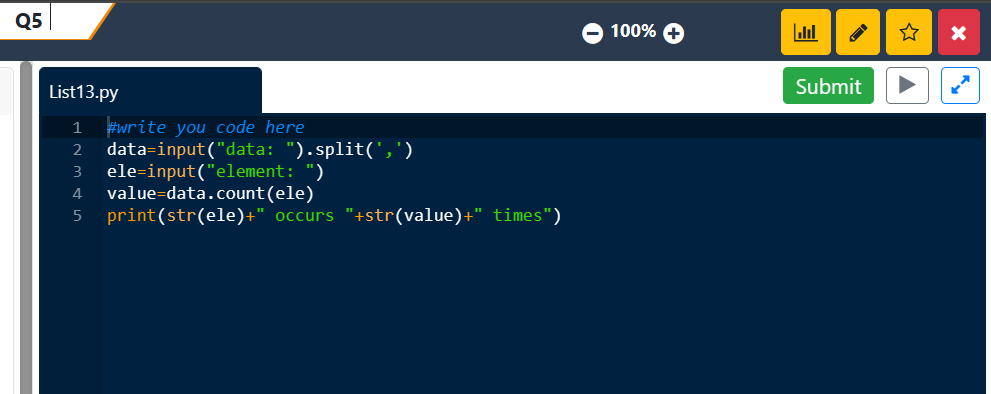 Q5
100%
Submit
List13.py
1 #write you code here
2 data=input("data: ").split(',')
3 ele=input("element: ")
4 value=data.count(ele)
5 print(str(ele)+" occurs "+str(value)+" times")